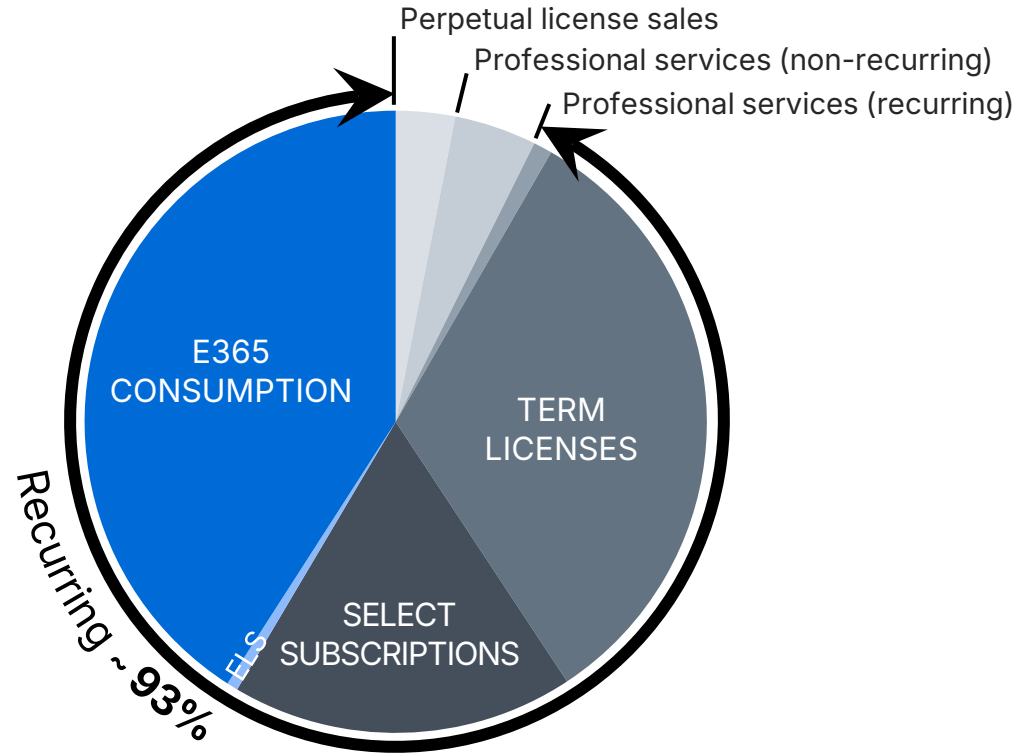 Perpetual license sales
Professional services (non-recurring)
Professional services (recurring)
E365
CONSUMPTION
TERM
LICENSES
SELECT
SUBSCRIPTIONS
ELS
Recurring ~ 93%